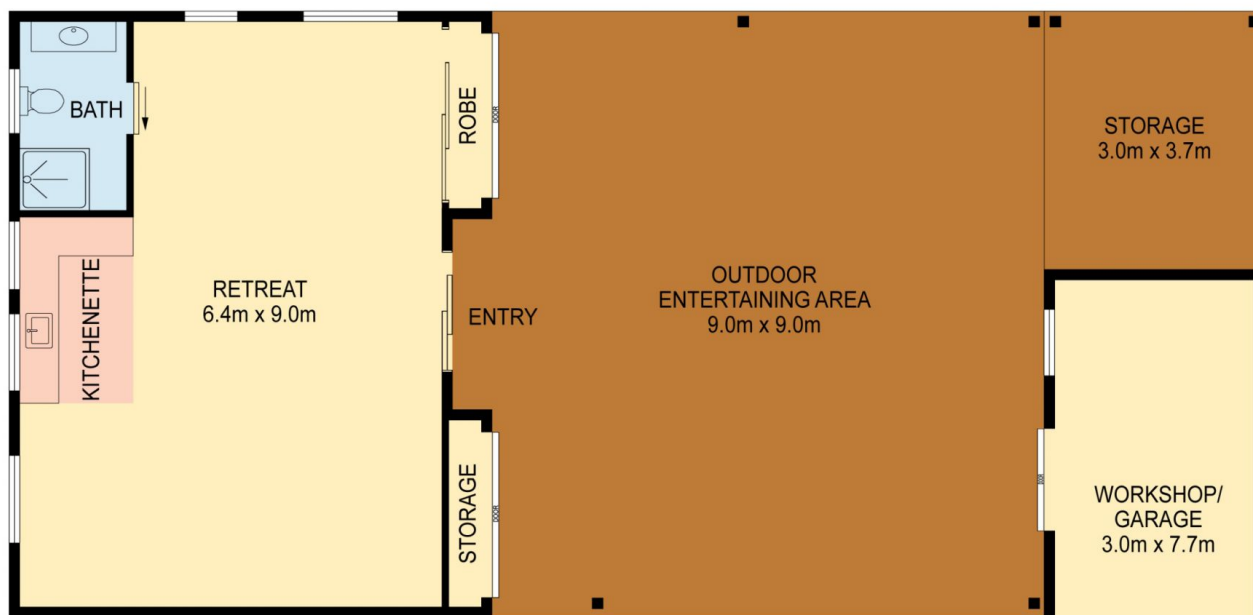 BATH
ROBE
DOOR
STORAGE
3.0m x 3.7m
KITCHENETTE
RETREAT
6.4m x 9.0m
ENTRY
OUTDOOR
ENTERTAINING AREA
9.0m x 9.0m
STORAGE
DOOR
DOOR
WORKSHOP/
GARAGE
3.0m x 7.7m